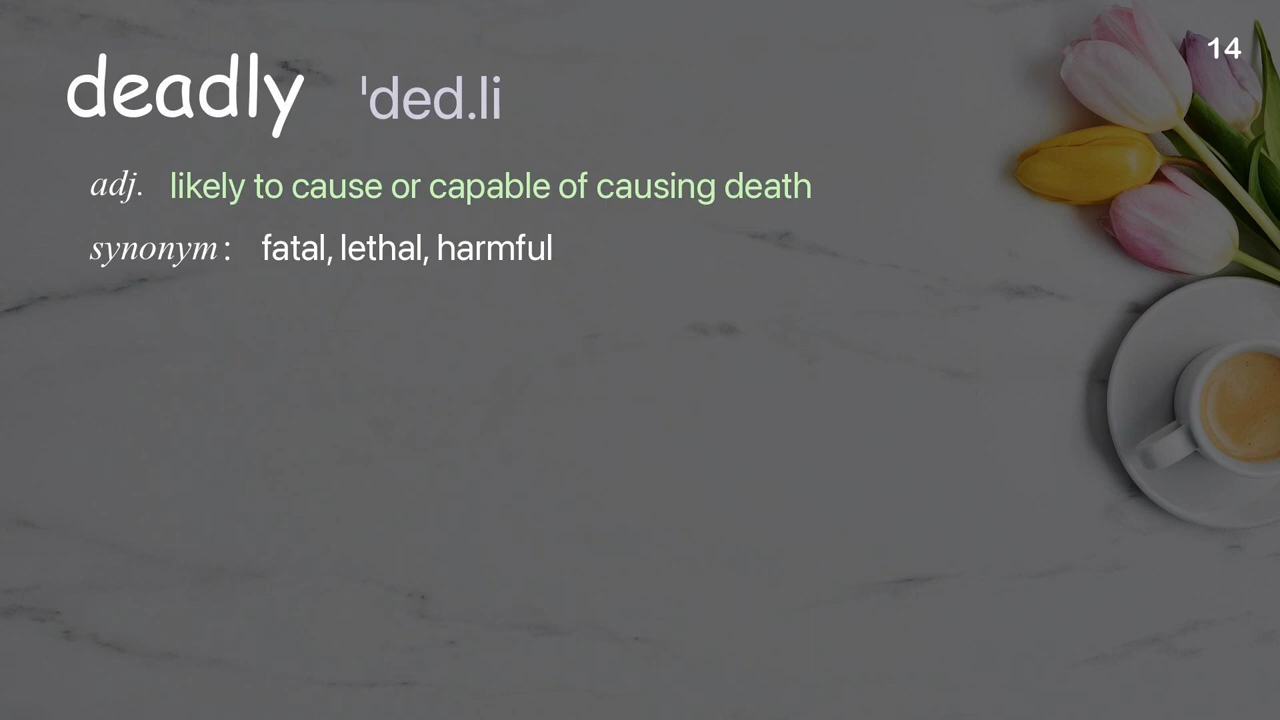 14
deadly ˈded.li
adj. likely to cause or capable of causing death
synonym : fatal, lethal, harmful